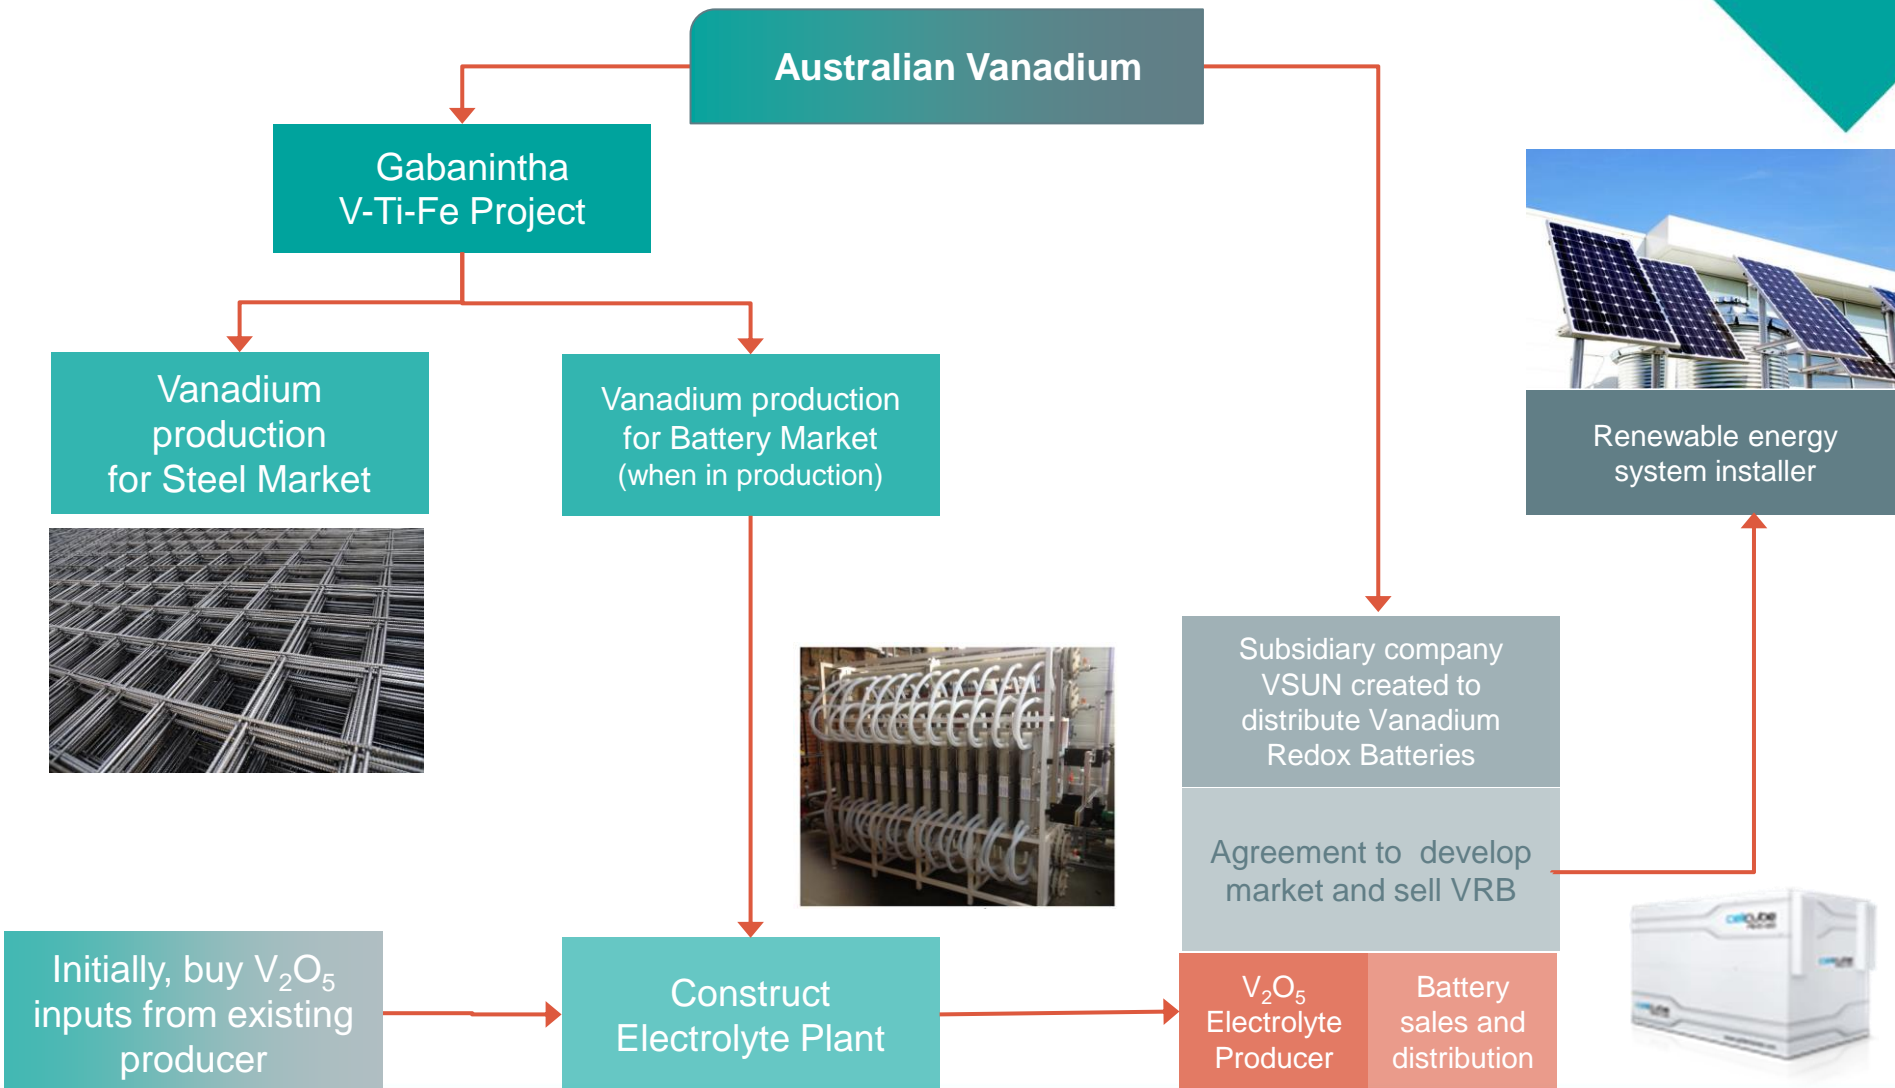 Australian Vanadium
Gabanintha
V-Ti-Fe Project
Vanadium
production
for Steel Market
Vanadium production
for Battery Market
(when in production)
Renewable energy
system installer
Subsidiary company
VSUN created to
distribute Vanadium
Redox Batteries
Agreement to  develop
market and sell VRB
Initially, buy V₂O₅
inputs from existing
producer
Construct
Electrolyte Plant
V₂O₅
Electrolyte
Producer
Battery
sales and
distribution
cellcube